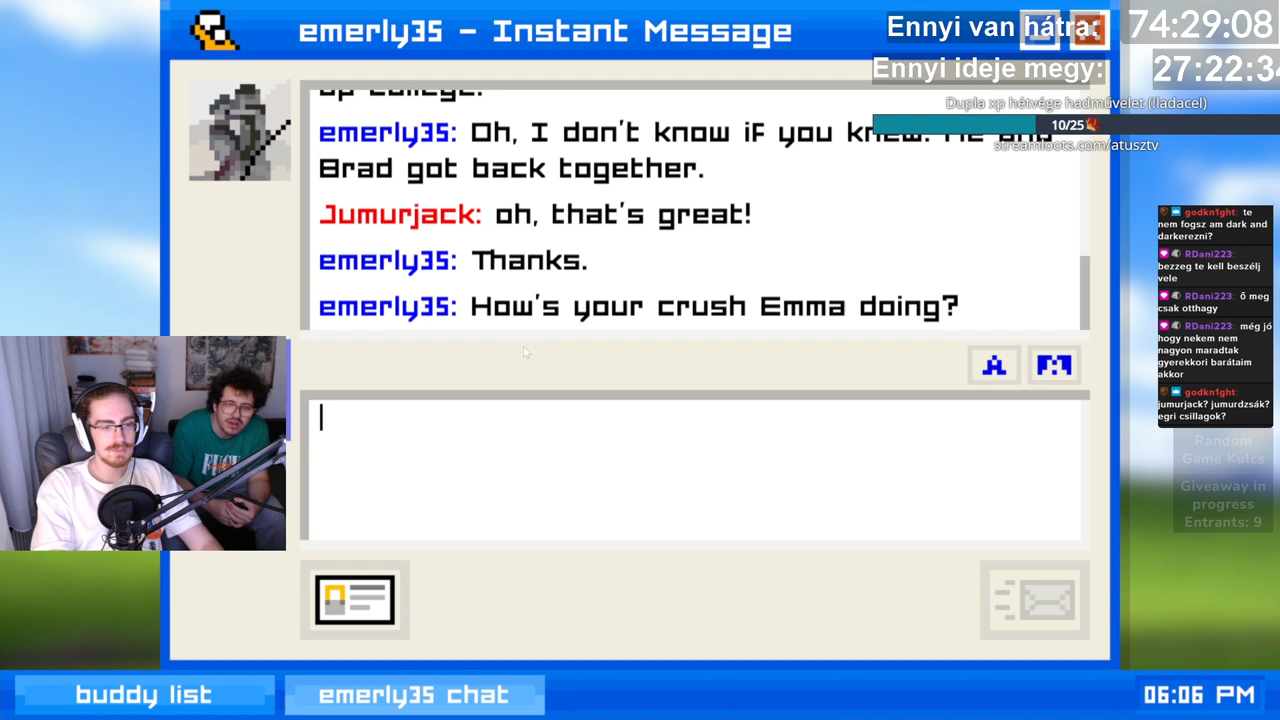 emerly35 - Instant Message
Ennyi van hátra:
74:29:08
Ennyi ideje megy:
27:22:34
Dupla xp hétvége hadművelet (!ladacel)
10/25
streamloots.com/atusztv
up college.
emerly35: Oh, I don't know if you knew. Me and
Brad got back together.
Jumurjack: oh, that's great!
emerly35: Thanks.
emerly35: How's your crush Emma doing?
A
godkn1ght: te
nem fogsz am dark and
darkerezni?
RDani223:
bezzeg te kell beszélj
vele
RDani223: ő meg
csak otthagy
RDani223: még jó
hogy nekem nem
nagyon maradtak
gyerekkori barátaim
akkor
godkn1ght:
jumurjack? jumurdzsák?
egri csillagok?
Random
Game Kulcs
Giveaway in
progress
Entrants: 9
buddy list
emerly35 chat
06:06 PM